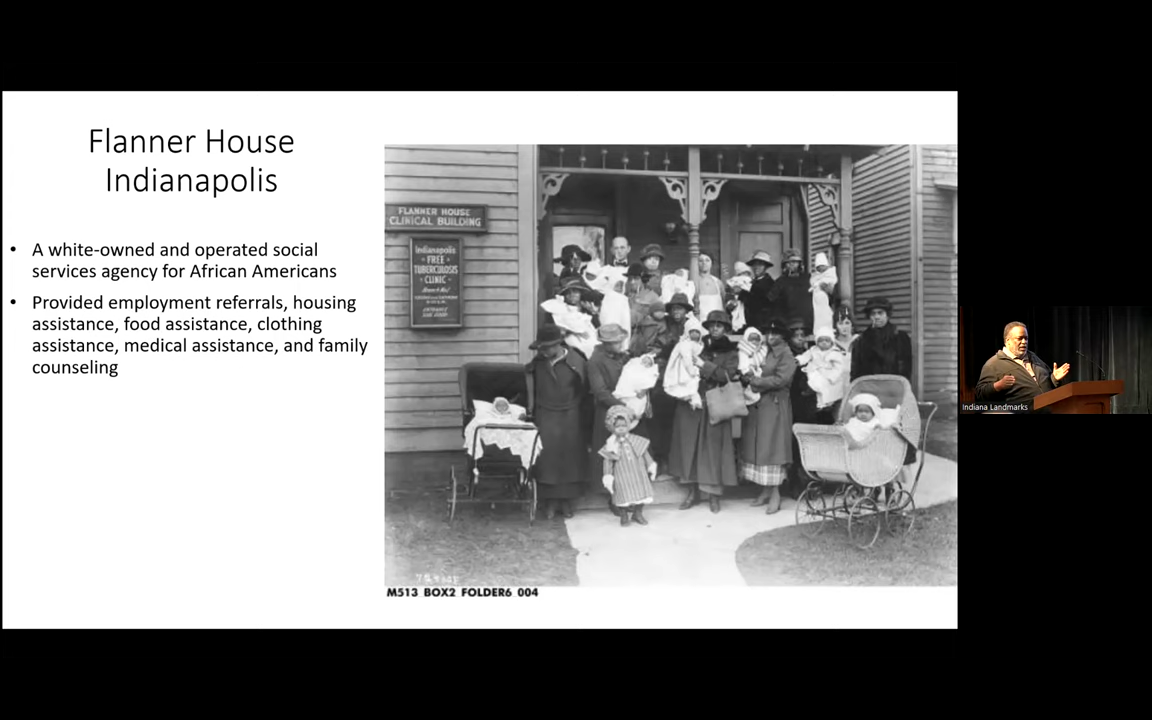 Flanner House
Indianapolis
• A white-owned and operated social
services agency for African Americans
• Provided employment referrals, housing
assistance, food assistance, clothing
assistance, medical assistance, and family
counseling
FLANNER HOUSE
CLINICAL BUILDING
Indianapolis
FREE
TUBERCULOSIS
CLINIC
M513 BOX2 FOLDER6 004
Indiana Landmarks